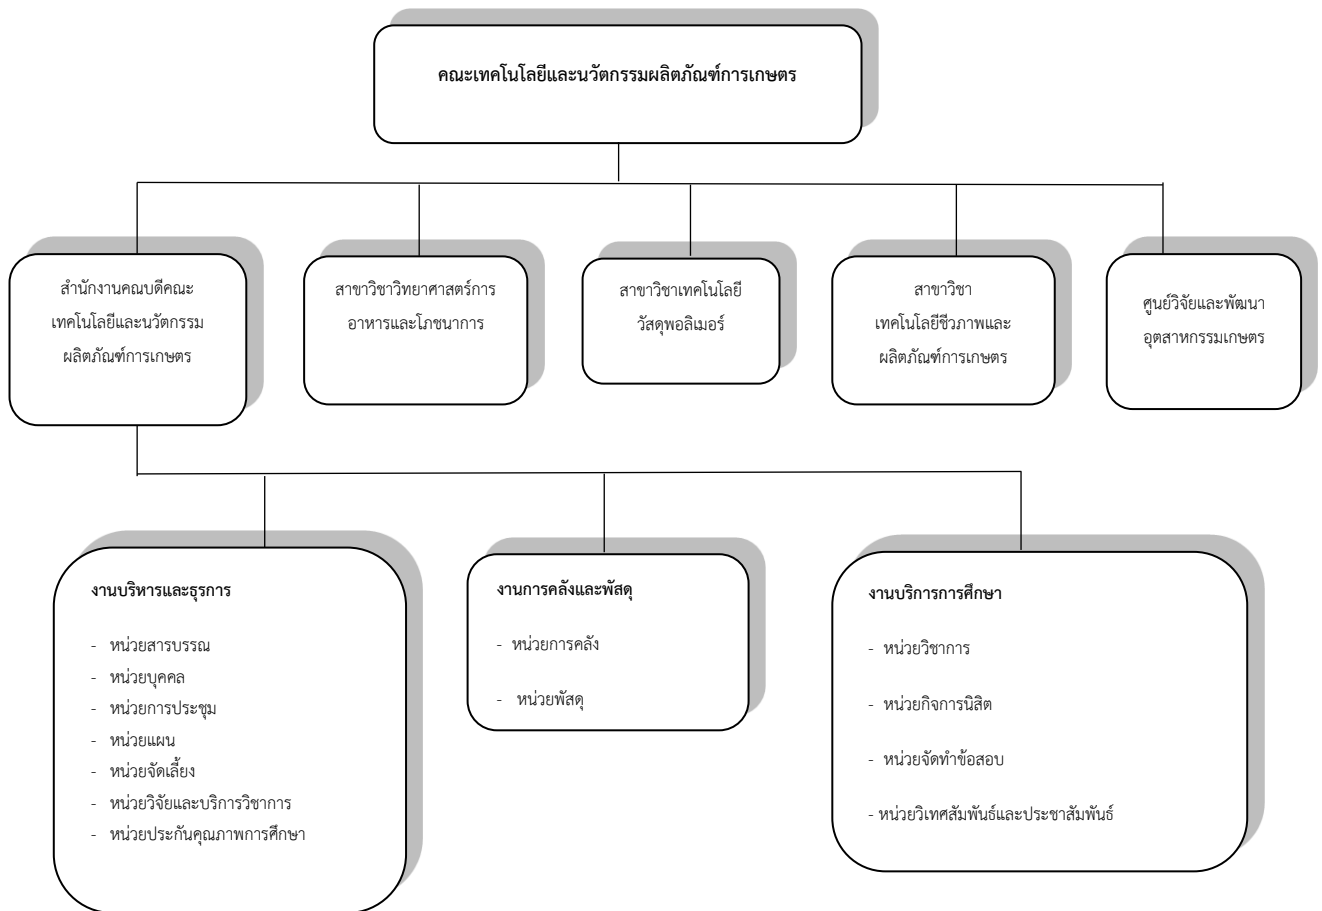 คณะเทคโนโลยีและนวัตกรรมผลิตภัณฑ์การเกษตร
สำนักงานคณบดีคณะ
เทคโนโลยีและนวัตกรรม
ผลิตภัณฑ์การเกษตร
สาขาวิชาวิทยาศาสตร์การ
อาหารและโภชนาการ
สาขาวิชาเทคโนโลยี
วัสดุพอลิเมอร์
สาขาวิชา
เทคโนโลยีชีวภาพและ
ผลิตภัณฑ์การเกษตร
ศูนย์วิจัยและพัฒนา
อุตสาหกรรมเกษตร
งานบริหารและธุรการ
- หน่วยสารบรรณ
- หน่วยบุคคล
- หน่วยการประชุม
- หน่วยแผน
- หน่วยจัดเลี้ยง
- หน่วยวิจัยและบริการวิชาการ
- หน่วยประกันคุณภาพการศึกษา
งานการคลังและพัสดุ
- หน่วยการคลัง
- หน่วยพัสดุ
งานบริการการศึกษา
- หน่วยวิชาการ
- หน่วยกิจการนิสิต
- หน่วยจัดทำข้อสอบ
- หน่วยวิเทศสัมพันธ์และประชาสัมพันธ์